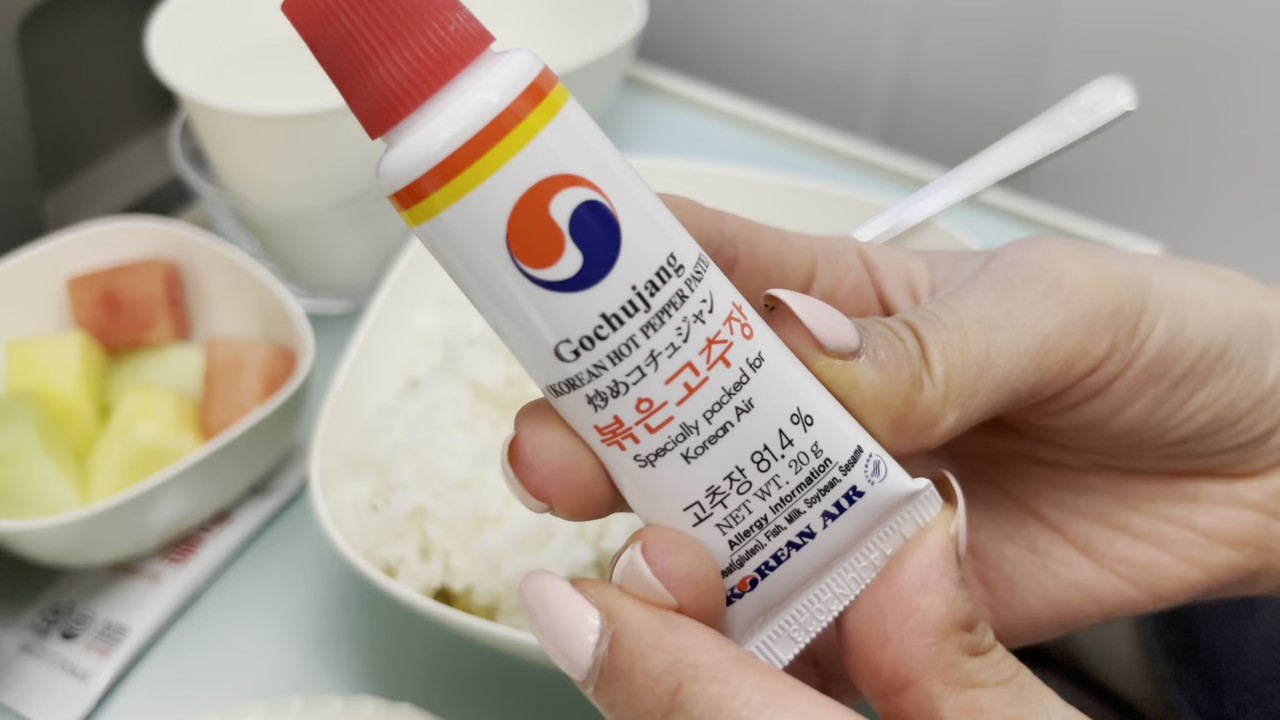 Gochujang
(KOREAN HOT PEPPER PASTE)
炒めコチュジャン
볶은고추장
Specially packed for
Korean Air
고추장 81.4 %
NET WT. 20 g
Allergy Information
(gluten), Fish, Milk, Soybean, Sesame
KOREAN AIR